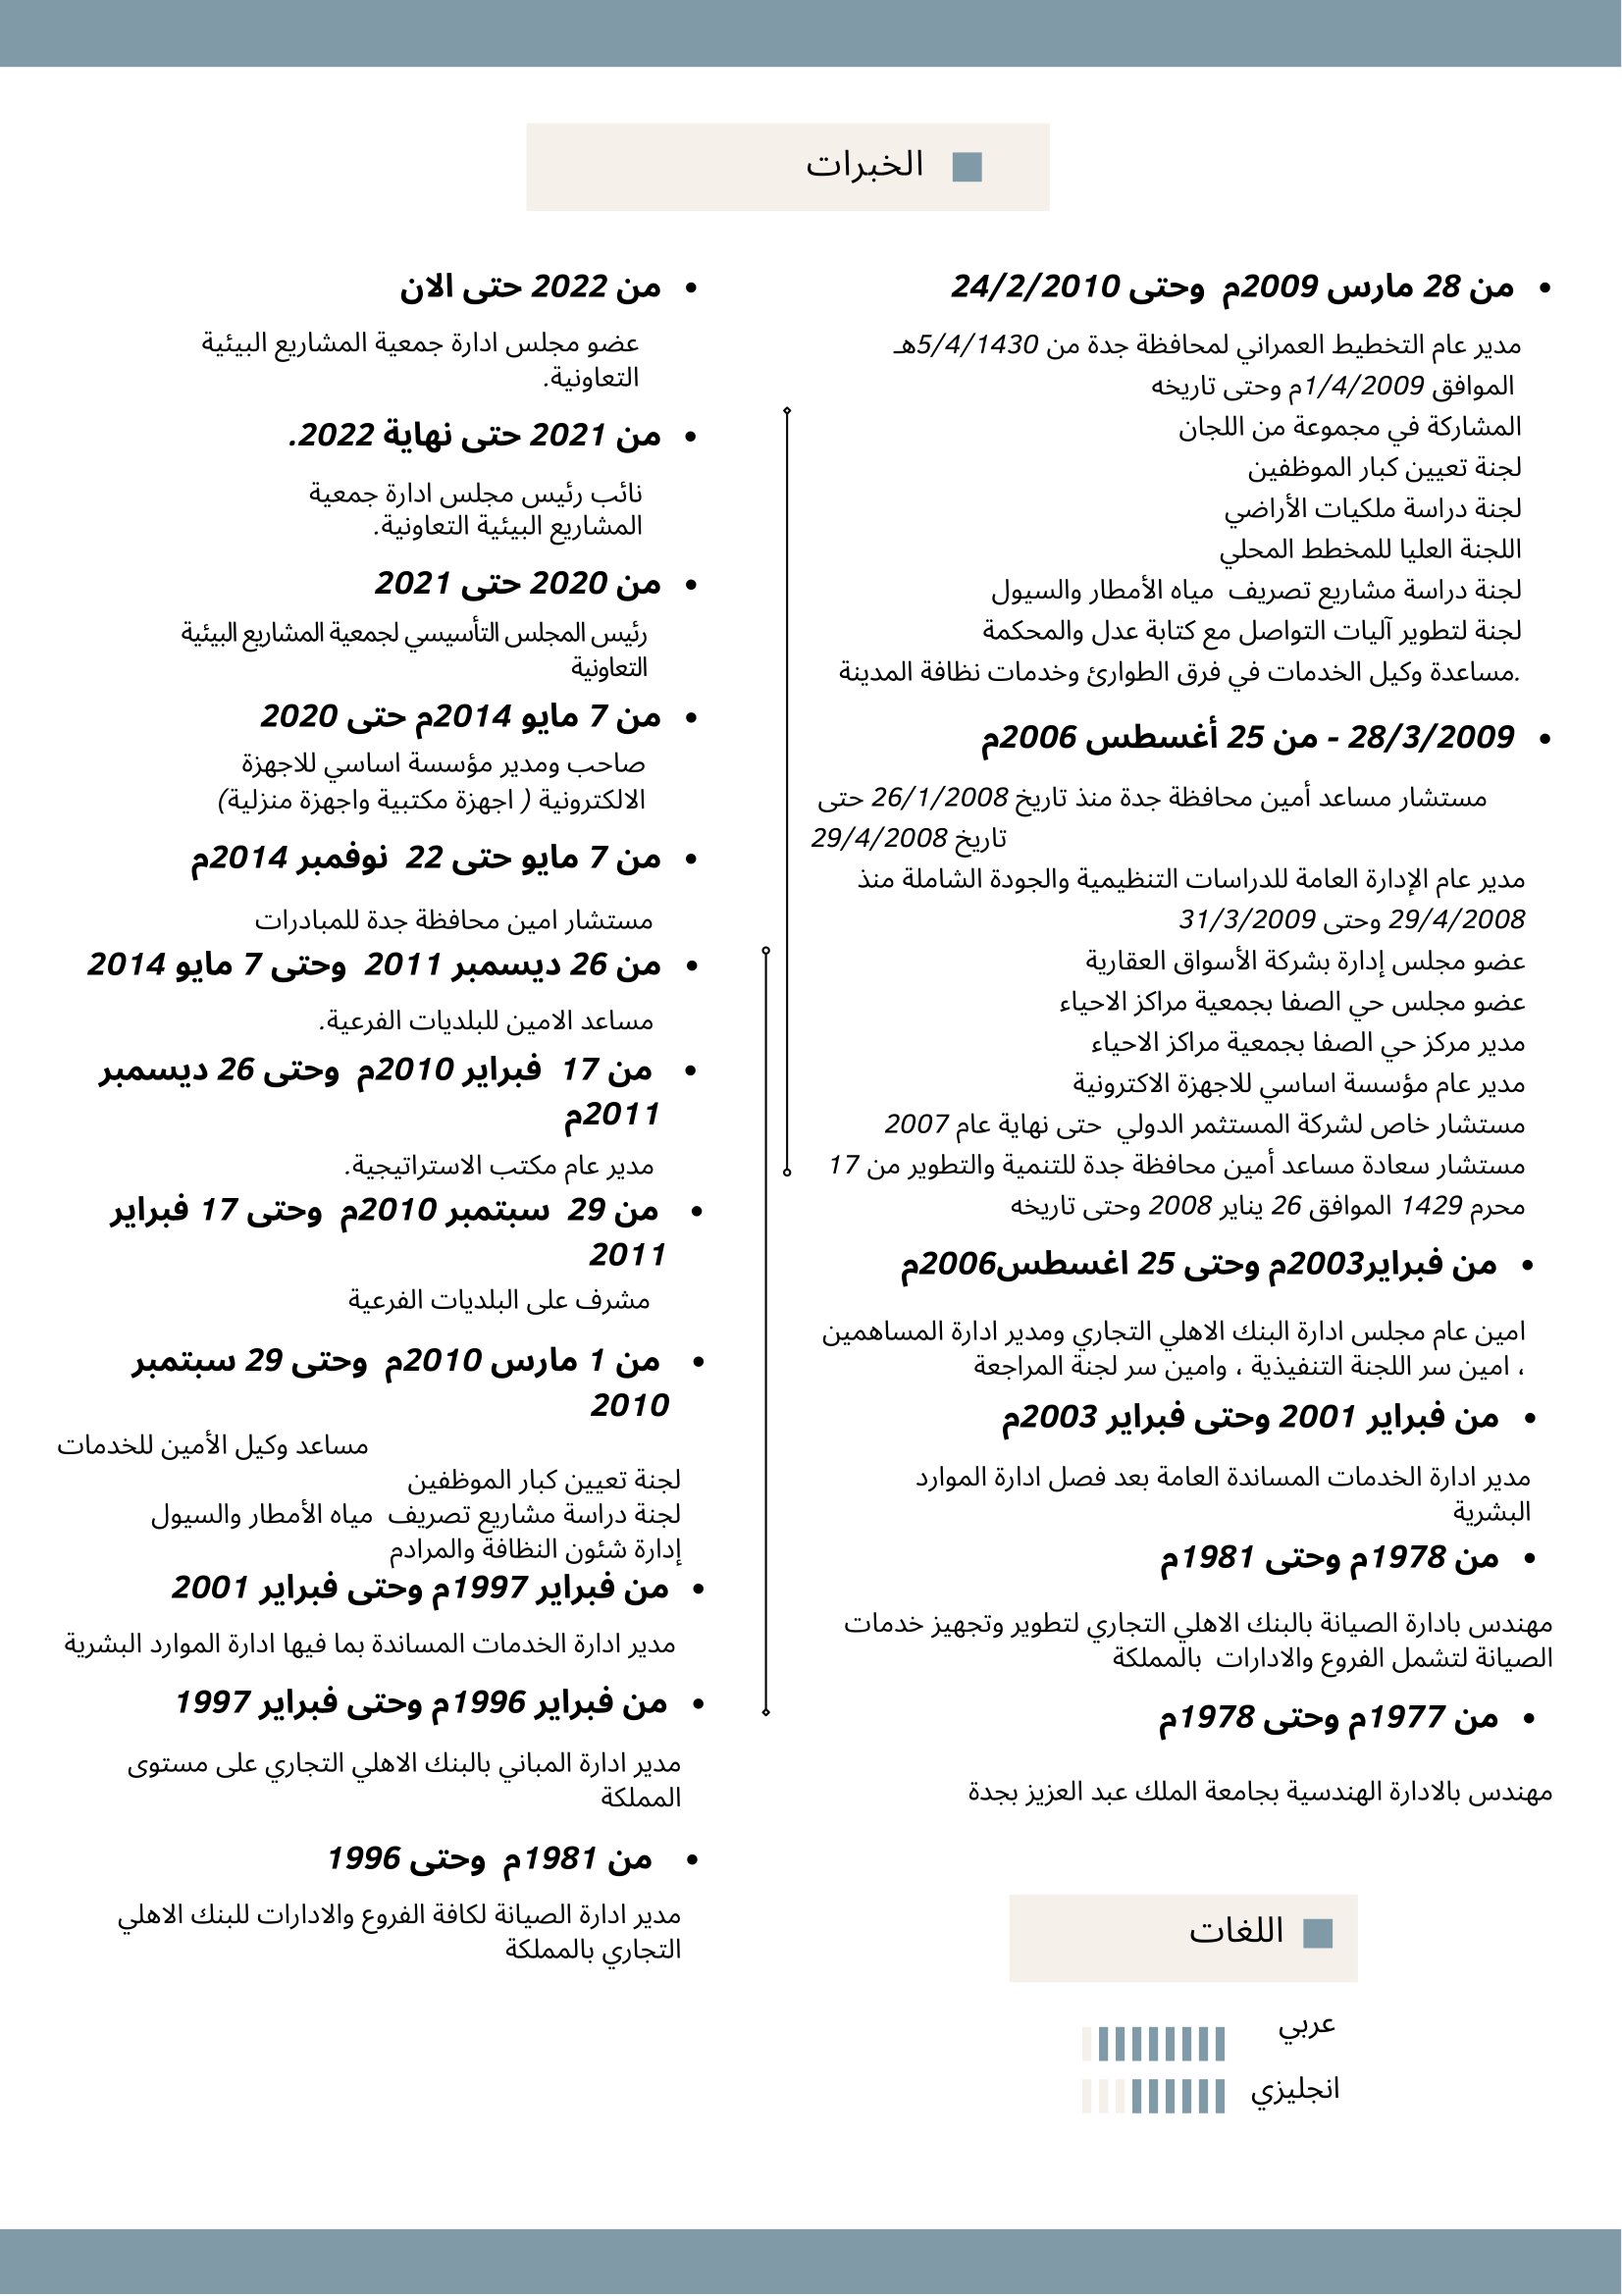 الخبرات
من 28 مارس 2009م وحتى 24/2/2010
مدير عام التخطيط العمراني لمحافظة جدة من 5/4/1430هـ
الموافق 1/4/2009م وحتى تاريخه
المشاركة في مجموعة من اللجان
لجنة تعيين كبار الموظفين
لجنة دراسة ملكيات الأراضي
اللجنة العليا للمخطط المحلي
لجنة دراسة مشاريع تصريف مياه الأمطار والسيول
لجنة لتطوير آليات التواصل مع كتابة عدل والمحكمة
.مساعدة وكيل الخدمات في فرق الطوارئ وخدمات نظافة المدينة
28/3/2009 - من 25 أغسطس 2006م
مستشار مساعد أمين محافظة جدة منذ تاريخ 26/1/2008 حتى
تاريخ 29/4/2008
مدير عام الإدارة العامة للدراسات التنظيمية والجودة الشاملة منذ
29/4/2008 وحتى 31/3/2009
عضو مجلس إدارة بشركة الأسواق العقارية
عضو مجلس حي الصفا بجمعية مراكز الاحياء
مدير مركز حي الصفا بجمعية مراكز الاحياء
مدير عام مؤسسة اساسي للاجهزة الاكترونية
مستشار خاص لشركة المستثمر الدولي حتى نهاية عام 2007
مستشار سعادة مساعد أمين محافظة جدة للتنمية والتطوير من 17
محرم 1429 الموافق 26 يناير 2008 وحتى تاريخه
من فبراير2003م وحتى 25 اغسطس2006م
امين عام مجلس ادارة البنك الاهلي التجاري ومدير ادارة المساهمين
، امين سر اللجنة التنفيذية ، وامين سر لجنة المراجعة
من فبراير 2001 وحتى فبراير 2003م
مدير ادارة الخدمات المساندة العامة بعد فصل ادارة الموارد
البشرية
من 1978م وحتى 1981م
مهندس بادارة الصيانة بالبنك الاهلي التجاري لتطوير وتجهيز خدمات
الصيانة لتشمل الفروع والادارات بالمملكة
من 1977م وحتى 1978م
مهندس بالادارة الهندسية بجامعة الملك عبد العزيز بجدة
من 2022 حتى الان
عضو مجلس ادارة جمعية المشاريع البيئية
التعاونية.
من 2021 حتى نهاية 2022.
نائب رئيس مجلس ادارة جمعية
المشاريع البيئية التعاونية.
من 2020 حتى 2021
رئيس المجلس التأسيسي لجمعية المشاريع البيئية
التعاونية
من 7 مايو 2014م حتى 2020
صاحب ومدير مؤسسة اساسي للاجهزة
الالكترونية ( اجهزة مكتبية واجهزة منزلية)
من 7 مايو حتى 22 نوفمبر 2014م
مستشار امين محافظة جدة للمبادرات
من 26 ديسمبر 2011 وحتى 7 مايو 2014
مساعد الامين للبلديات الفرعية.
من 17 فبراير 2010م وحتى 26 ديسمبر
2011م
مدير عام مكتب الاستراتيجية.
من 29 سبتمبر 2010م وحتى 17 فبراير
2011
مشرف على البلديات الفرعية
من 1 مارس 2010م وحتى 29 سبتمبر
2010
مساعد وكيل الأمين للخدمات
لجنة تعيين كبار الموظفين
لجنة دراسة مشاريع تصريف مياه الأمطار والسيول
إدارة شئون النظافة والمرادم
من فبراير 1997م وحتى فبراير 2001
مدير ادارة الخدمات المساندة بما فيها ادارة الموارد البشرية
من فبراير 1996م وحتى فبراير 1997
مدير ادارة المباني بالبنك الاهلي التجاري على مستوى
المملكة
من 1981م وحتى 1996
مدير ادارة الصيانة لكافة الفروع والادارات للبنك الاهلي
التجاري بالمملكة
اللغات
عربي
انجليزي